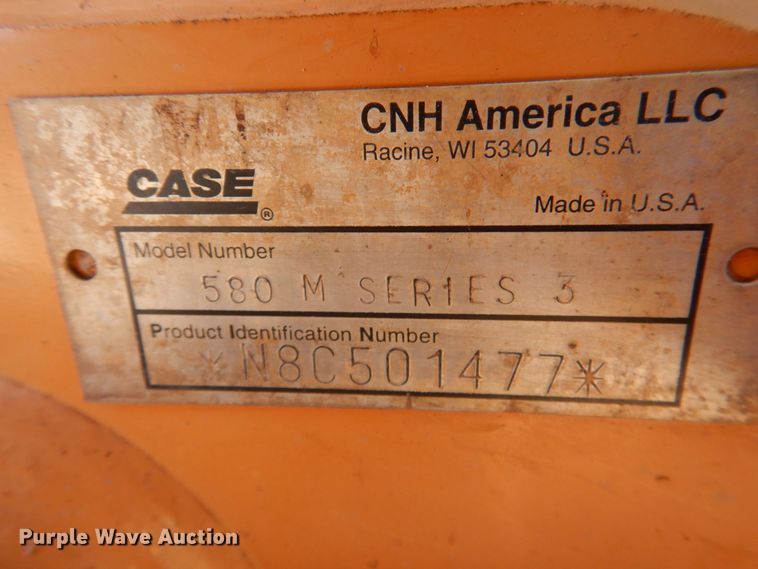 CNH America LLC
Racine, WI 53404 U.S.A.
CASE®
Made in U.S.A.
Model Number
580 M SERIES 3
Product Identification Number
*N8C501477*
Purple Wave Auction